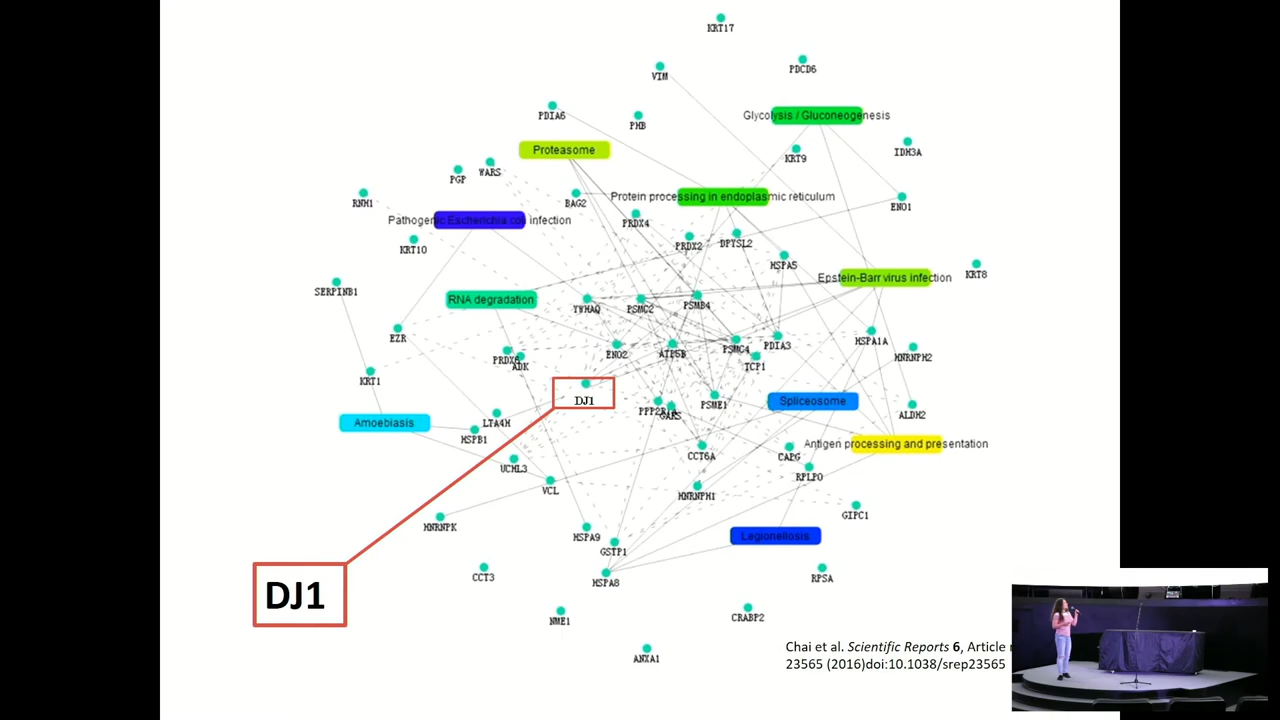 KRT17
PDCD6
VIM
PDIA6
PHB
Glycolysis / Gluconeogenesis
Proteasome
IDH3A
KRT9
WARS
PGP
RNH1
BAG2
Protein processing in endoplasmic reticulum
ENO1
Pathogenic Escherichia coli infection
PRDX4
KRT10
PRDX2
DPYSL2
HSPA5
Epstein-Barr virus infection
KRT8
SERPINB1
RNA degradation
YWHAQ
PSMC2
PSMB4
EZR
ENO2
ATP5B
PSMC4
PDIA3
HSPA1A
HNRNPH2
ADK
TCP1
KRT1
DJ1
PSME1
Spliceosome
ALDH2
Amoebiasis
LTA4H
HSPB1
GARS
Antigen processing and presentation
CCT6A
CAPG
UCHL3
RPLP0
VCL
HNRNPH1
GIPC1
HNRNPK
HSPA9
GSTP1
Legionellosis
CCT3
HSPA8
RPSA
DJ1
NME1
CRABP2
ANXA1
Chai et al. Scientific Reports 6, Article
23565 (2016)doi:10.1038/srep23565